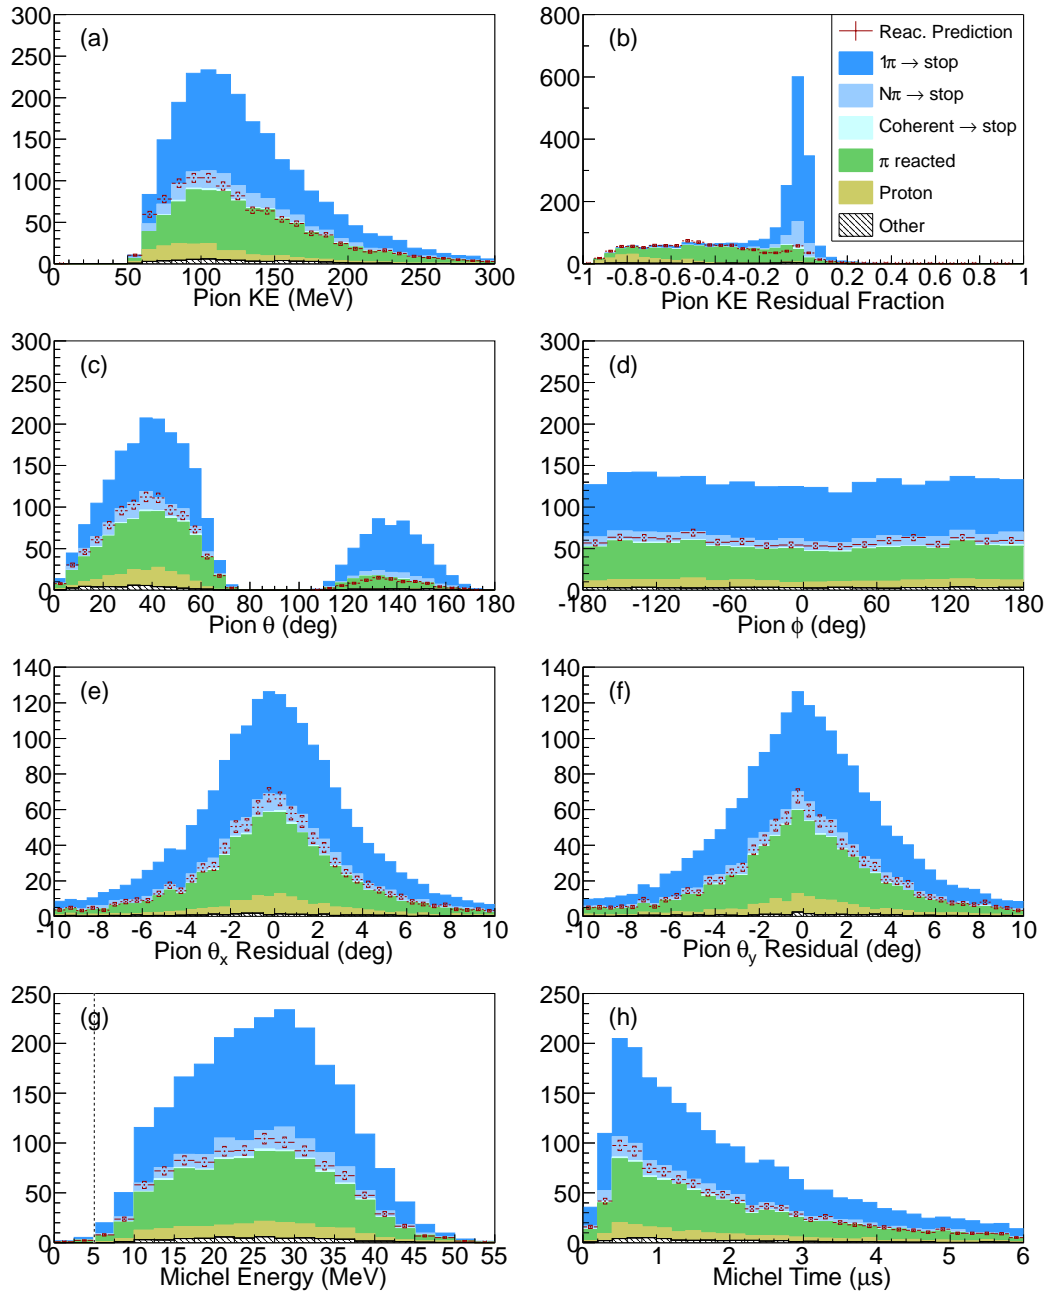 (a)
300
250
200
150
100
50
0
0 50 100 150 200 250 300
Pion KE (MeV)
(b)
800
600
400
200
0
-1 -0.8 -0.6 -0.4 -0.2 0 0.2 0.4 0.6 0.8 1
Pion KE Residual Fraction
Reac. Prediction
1π → stop
Nπ → stop
Coherent → stop
π reacted
Proton
Other
(c)
300
250
200
150
100
50
0
0 20 40 60 80 100 120 140 160 180
Pion θ (deg)
(d)
300
250
200
150
100
50
0
-180 -120 -60 0 60 120 180
Pion ϕ (deg)
(e)
140
120
100
80
60
40
20
0
-10 -8 -6 -4 -2 0 2 4 6 8 10
Pion θx Residual (deg)
(f)
140
120
100
80
60
40
20
0
-10 -8 -6 -4 -2 0 2 4 6 8 10
Pion θy Residual (deg)
(g)
250
200
150
100
50
0
0 5 10 15 20 25 30 35 40 45 50 55
Michel Energy (MeV)
(h)
250
200
150
100
50
0
0 1 2 3 4 5 6
Michel Time (μs)